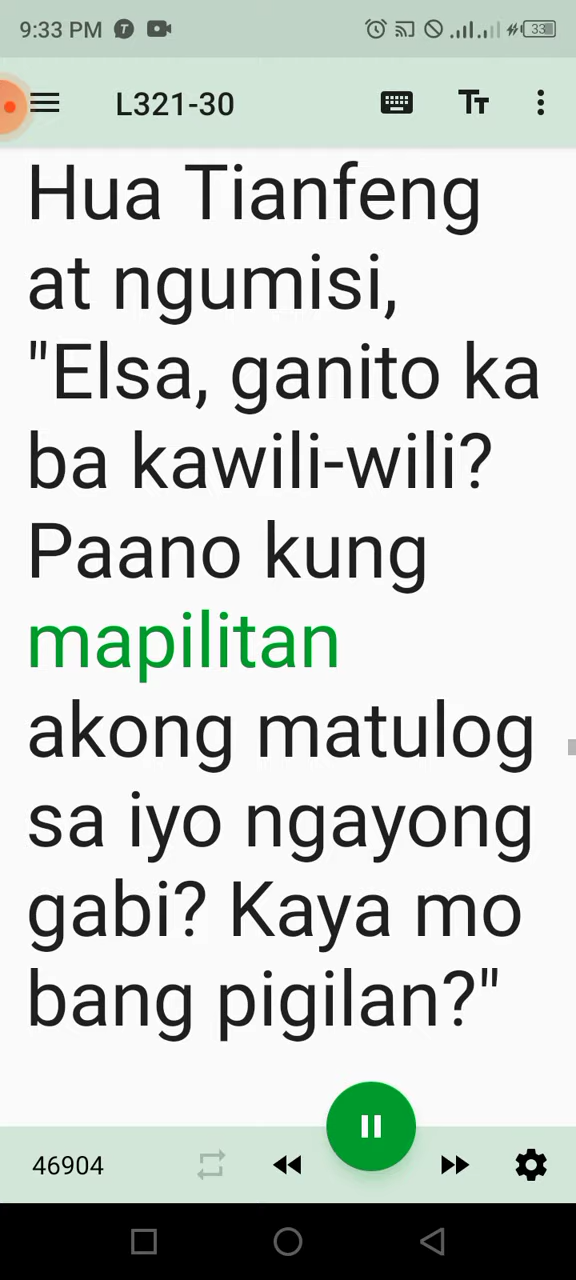 9:33 PM
33
L321-30
Hua Tianfeng
at ngumisi,
"Elsa, ganito ka
ba kawili-wili?
Paano kung
mapilitan
akong matulog
sa iyo ngayong
gabi? Kaya mo
bang pigilan?"
46904